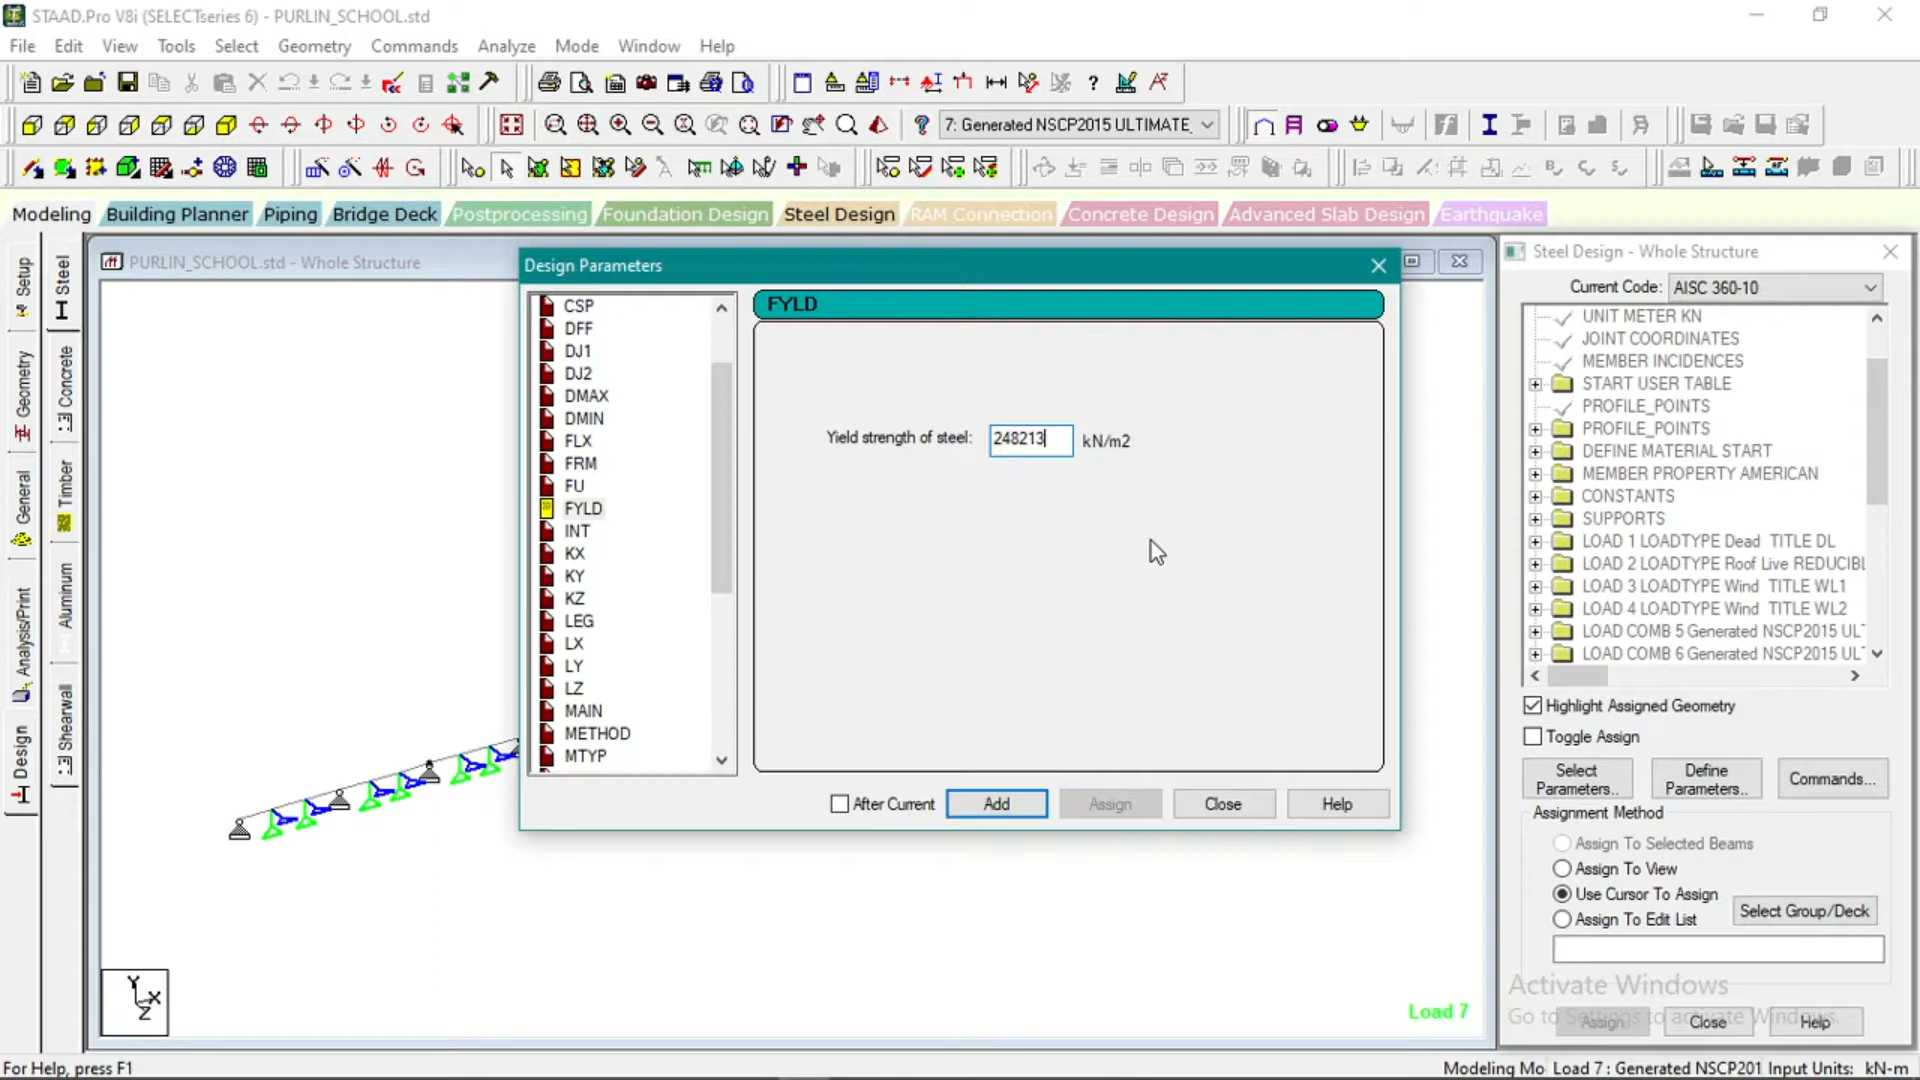 STAAD.Pro V8i (SELECTseries 6) - PURLIN_SCHOOL.std
File Edit View Tools Select Geometry Commands Analyze Mode Window Help
7: Generated NSCP2015 ULTIMATE,
Modeling Building Planner Piping Bridge Deck Postprocessing Foundation Design Steel Design RAM Connection Concrete Design Advanced Slab Design Earthquake
Setup
Geometry
General
Analysis/Print
Design
Steel
Concrete
Timber
Aluminum
Shearwall
PURLIN_SCHOOL.std - Whole Structure
Load 7
Y
X
Z
Design Parameters
CSP
DFF
DJ1
DJ2
DMAX
DMIN
FLX
FRM
FU
FYLD
INT
KX
KY
KZ
LEG
LX
LY
LZ
MAIN
METHOD
MTYP
FYLD
Yield strength of steel: 248213 kN/m2
After Current Add Assign Close Help
Steel Design - Whole Structure
Current Code: AISC 360-10
UNIT METER KN
JOINT COORDINATES
MEMBER INCIDENCES
START USER TABLE
PROFILE_POINTS
PROFILE_POINTS
DEFINE MATERIAL START
MEMBER PROPERTY AMERICAN
CONSTANTS
SUPPORTS
LOAD 1 LOADTYPE Dead TITLE DL
LOAD 2 LOADTYPE Roof Live REDUCIBL
LOAD 3 LOADTYPE Wind TITLE WL1
LOAD 4 LOADTYPE Wind TITLE WL2
LOAD COMB 5 Generated NSCP2015 UL
LOAD COMB 6 Generated NSCP2015 UL
Highlight Assigned Geometry
Toggle Assign
Select Parameters..
Define Parameters..
Commands...
Assignment Method
Assign To Selected Beams
Assign To View
Use Cursor To Assign
Assign To Edit List
Select Group/Deck
Activate Windows
Go to Settings to activate Windows.
Assign Close Help
For Help, press F1
Modeling Mo Load 7 : Generated NSCP201 Input Units: kN-m